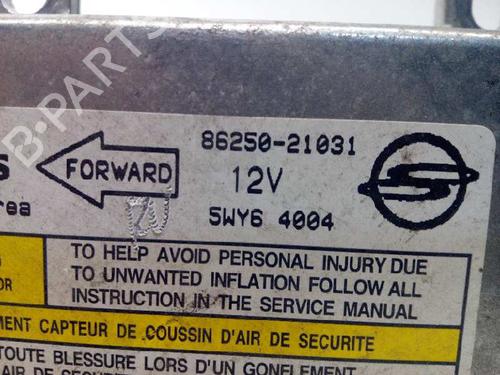 B-PARTS
86250-21031
FORWARD
12V
5WY6 4004
TO HELP AVOID PERSONAL INJURY DUE
TO UNWANTED INFLATION FOLLOW ALL
INSTRUCTION IN THE SERVICE MANUAL
MENT CAPTEUR DE COUSSIN D'AIR DE SECURITE
TOUTE BLESSURE LORS D'UN GONFLEMENT